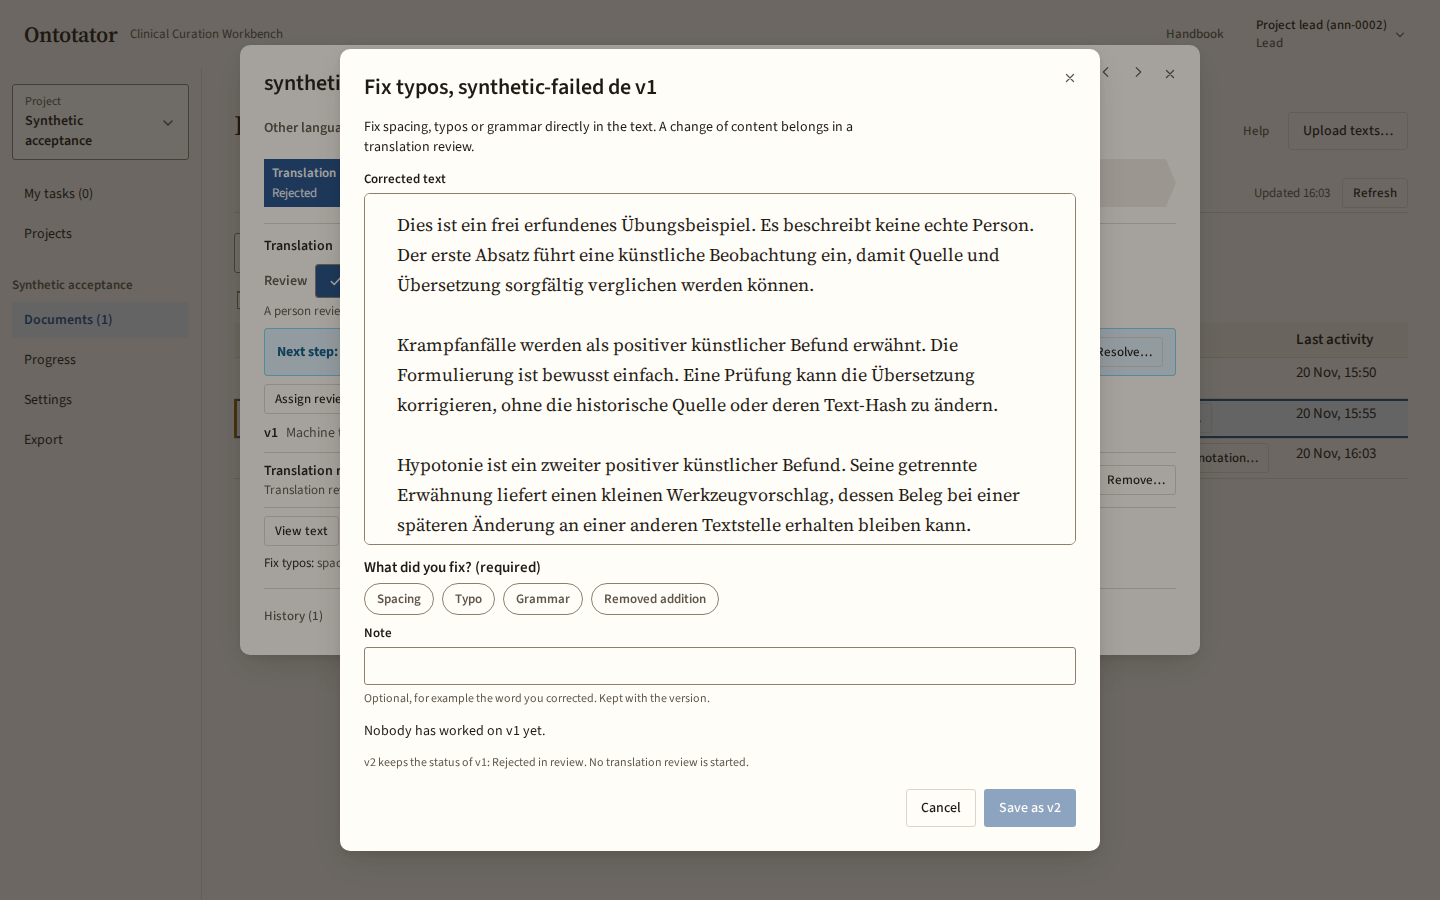 Ontotator
Clinical Curation Workbench
Handbook
Project lead (ann-0002)
Lead
Project
Synthetic
acceptance
My tasks (0)
Projects
Synthetic acceptance
Documents (1)
Progress
Settings
Export
Help
Upload texts…
Updated 16:03
Refresh
Last activity
20 Nov, 15:50
20 Nov, 15:55
20 Nov, 16:03
Other
Translation
Rejected
Translation
Review
A person
Next step:
Resolve…
Assign
v1 Machine
Translation
Translation
Remove…
View text
Fix typos:
History (1)
Fix typos, synthetic-failed de v1
Fix spacing, typos or grammar directly in the text. A change of content belongs in a
translation review.
Corrected text
Dies ist ein frei erfundenes Übungsbeispiel. Es beschreibt keine echte Person.
Der erste Absatz führt eine künstliche Beobachtung ein, damit Quelle und
Übersetzung sorgfältig verglichen werden können.
Krampfanfälle werden als positiver künstlicher Befund erwähnt. Die
Formulierung ist bewusst einfach. Eine Prüfung kann die Übersetzung
korrigieren, ohne die historische Quelle oder deren Text-Hash zu ändern.
Hypotonie ist ein zweiter positiver künstlicher Befund. Seine getrennte
Erwähnung liefert einen kleinen Werkzeugvorschlag, dessen Beleg bei einer
späteren Änderung an einer anderen Textstelle erhalten bleiben kann.
What did you fix? (required)
Spacing
Typo
Grammar
Removed addition
Note
Optional, for example the word you corrected. Kept with the version.
Nobody has worked on v1 yet.
v2 keeps the status of v1: Rejected in review. No translation review is started.
Cancel
Save as v2